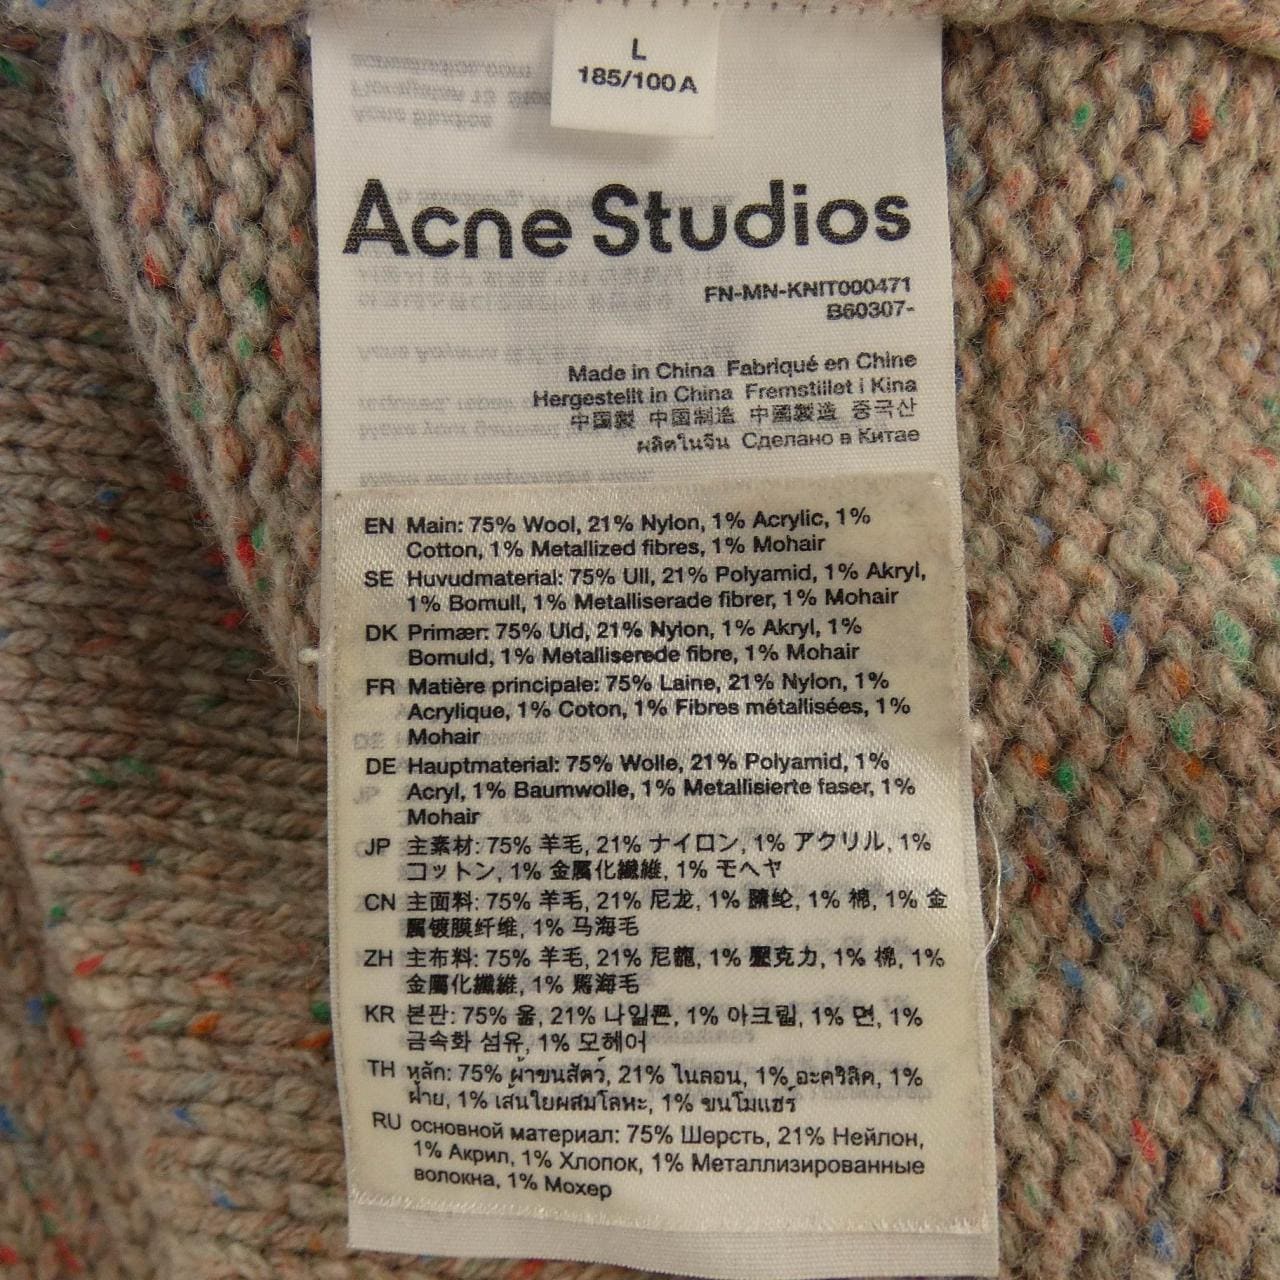 L
185/100A
Acne Studios
FN-MN-KNIT000471
B60307-
Made in China Fabriqué en Chine
Hergestellt in China Fremstillet i Kina
中国製 中国制造 中國製造 중국산
ผลิตในจีน Сделано в Китае
EN Main: 75% Wool, 21% Nylon, 1% Acrylic, 1%
Cotton, 1% Metallized fibres, 1% Mohair
SE Huvudmaterial: 75% Ull, 21% Polyamid, 1% Akryl,
1% Bomull, 1% Metalliserade fibrer, 1% Mohair
DK Primær: 75% Uld, 21% Nylon, 1% Akryl, 1%
Bomuld, 1% Metalliserede fibre, 1% Mohair
FR Matière principale: 75% Laine, 21% Nylon, 1%
Acrylique, 1% Coton, 1% Fibres métallisées, 1%
Mohair
DE Hauptmaterial: 75% Wolle, 21% Polyamid, 1%
Acryl, 1% Baumwolle, 1% Metallisierte faser, 1%
Mohair
JP 主素材: 75% 羊毛, 21% ナイロン, 1% アクリル, 1%
コットン, 1% 金属化繊維, 1% モヘヤ
CN 主面料: 75% 羊毛, 21% 尼龙, 1% 腈纶, 1% 棉, 1% 金
属镀膜纤维, 1% 马海毛
ZH 主布料: 75% 羊毛, 21% 尼龍, 1% 壓克力, 1% 棉, 1%
金屬化纖維, 1% 馬海毛
KR 본판: 75% 울, 21% 나일론, 1% 아크릴, 1% 면, 1%
금속화 섬유, 1% 모헤어
TH หลัก: 75% ผ้าขนสัตว์, 21% ไนลอน, 1% อะคริลิค, 1%
ฝ้าย, 1% เส้นใยผสมโลหะ, 1% ขนโมแฮร์
RU основной материал: 75% Шерсть, 21% Нейлон,
1% Акрил, 1% Хлопок, 1% Металлизированные
волокна, 1% Мохер